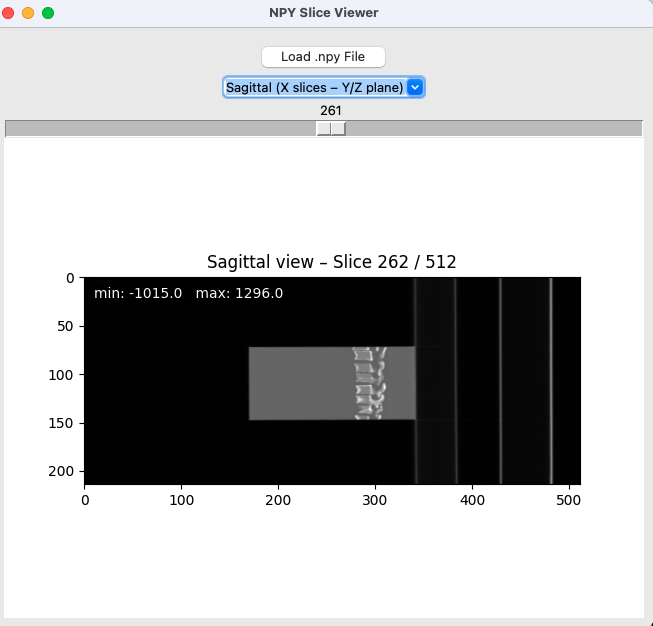 NPY Slice Viewer
Load .npy File
Sagittal (X slices – Y/Z plane)
261
Sagittal view – Slice 262 / 512
min: -1015.0 max: 1296.0
0
50
100
150
200
0 100 200 300 400 500